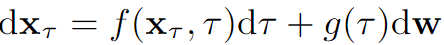 d𝐱_τ = f(𝐱_τ, τ)dτ + g(τ)d𝐰